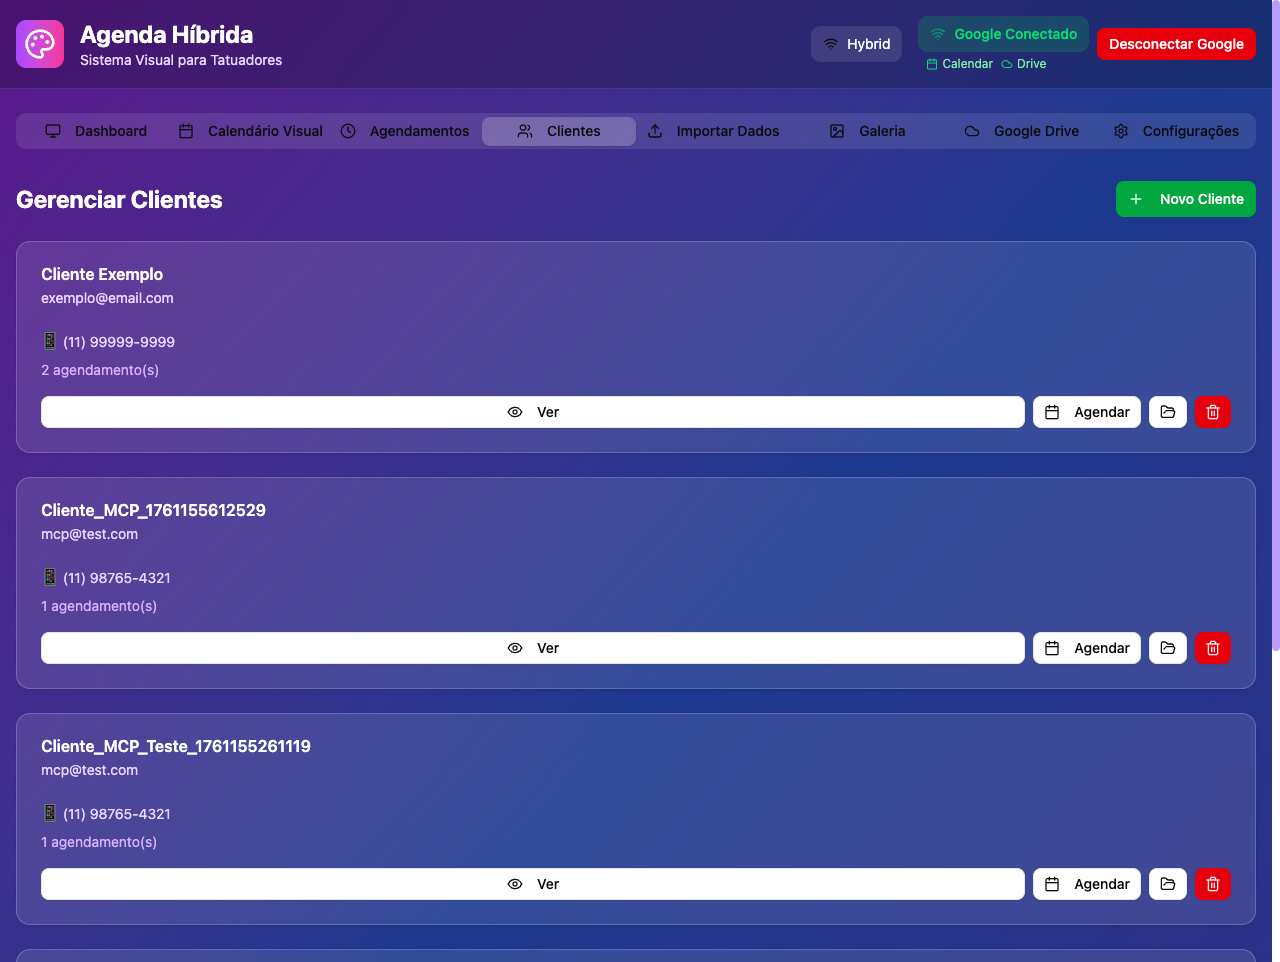 Agenda Híbrida
Sistema Visual para Tatuadores
Hybrid
Google Conectado
Calendar Drive
Desconectar Google
Dashboard Calendário Visual Agendamentos Clientes Importar Dados Galeria Google Drive Configurações
Gerenciar Clientes
Novo Cliente
Cliente Exemplo
exemplo@email.com
(11) 99999-9999
2 agendamento(s)
Ver Agendar
Cliente_MCP_1761155612529
mcp@test.com
(11) 98765-4321
1 agendamento(s)
Ver Agendar
Cliente_MCP_Teste_1761155261119
mcp@test.com
(11) 98765-4321
1 agendamento(s)
Ver Agendar